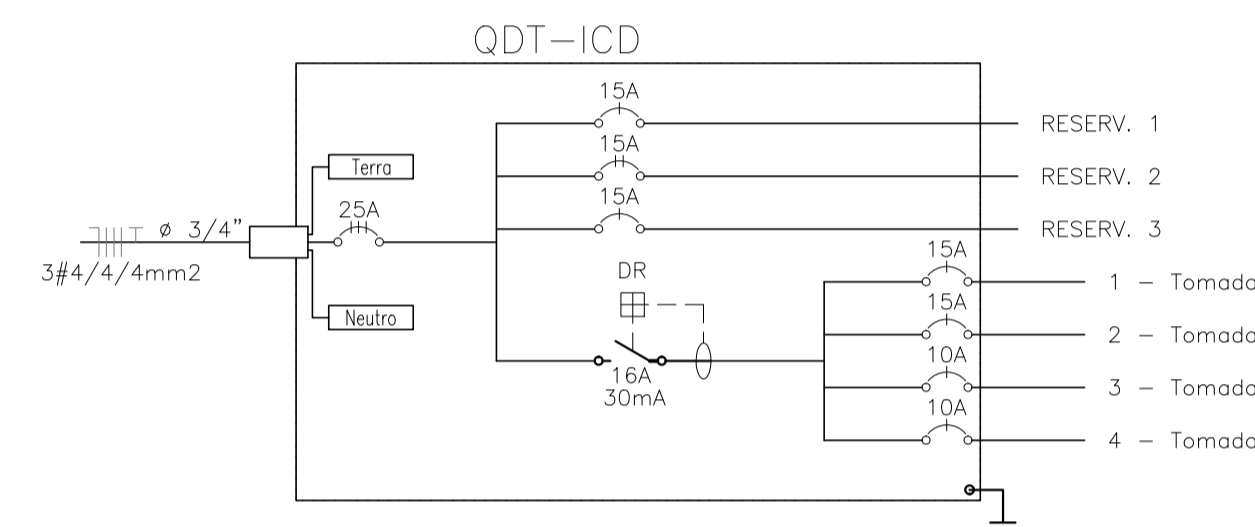 QDT-ICD
15A
RESERV. 1
Terra
15A
RESERV. 2
25A
15A
RESERV. 3
ø 3/4"
3#4/4/4mm2
Neutro
DR
16A
30mA
15A
1 - Tomada
15A
2 - Tomada
10A
3 - Tomada
10A
4 - Tomada